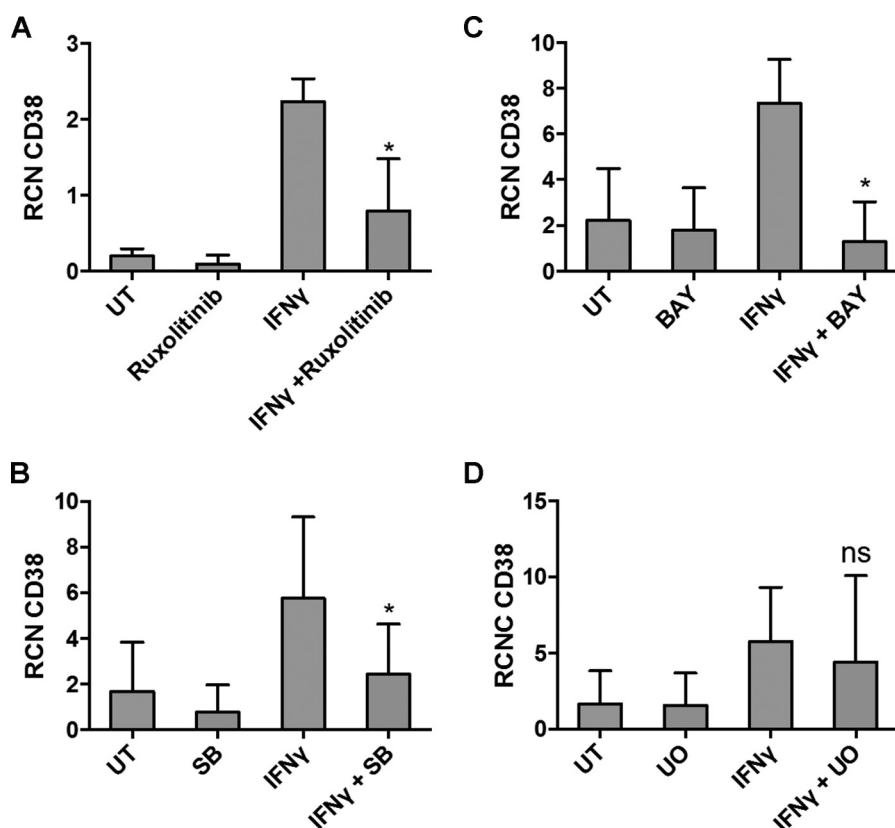 A
RCN CD38
3
2
1
0
*
UT
Ruxolitinib
IFNγ
IFNγ +Ruxolitinib
C
RCN CD38
10
8
6
4
2
0
*
UT
BAY
IFNγ
IFNγ + BAY
B
RCN CD38
10
8
6
4
2
0
*
UT
SB
IFNγ
IFNγ + SB
D
RCNC CD38
15
10
5
0
ns
UT
UO
IFNγ
IFNγ + UO